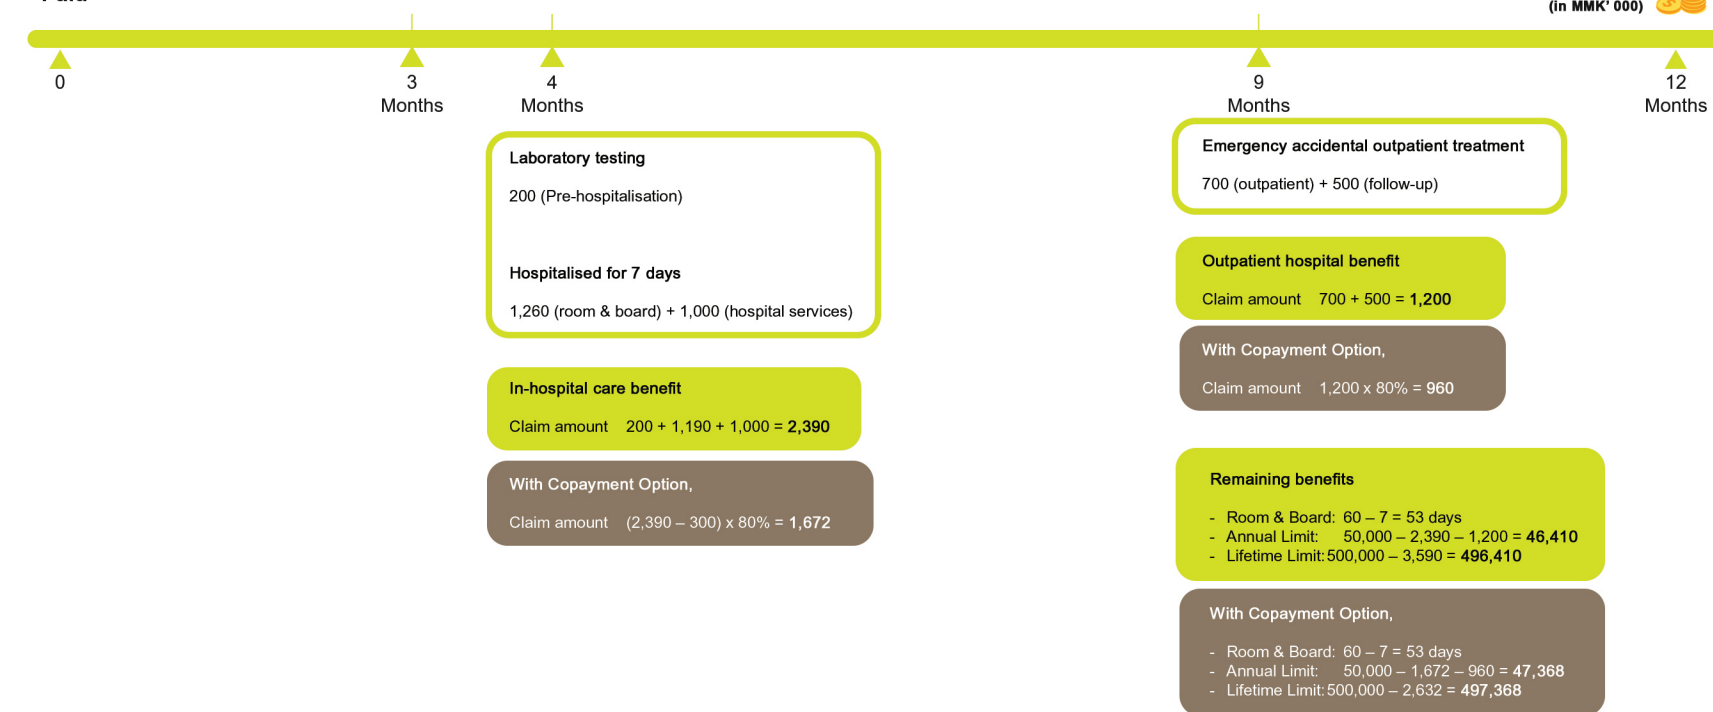 (in MMK' 000)
0
3
Months
4
Months
9
Months
12
Months
Laboratory testing
200 (Pre-hospitalisation)
Hospitalised for 7 days
1,260 (room & board) + 1,000 (hospital services)
In-hospital care benefit
Claim amount 200 + 1,190 + 1,000 = 2,390
With Copayment Option,
Claim amount (2,390 – 300) x 80% = 1,672
Emergency accidental outpatient treatment
700 (outpatient) + 500 (follow-up)
Outpatient hospital benefit
Claim amount 700 + 500 = 1,200
With Copayment Option,
Claim amount 1,200 x 80% = 960
Remaining benefits
- Room & Board: 60 – 7 = 53 days
- Annual Limit: 50,000 – 2,390 – 1,200 = 46,410
- Lifetime Limit: 500,000 – 3,590 = 496,410
With Copayment Option,
- Room & Board: 60 – 7 = 53 days
- Annual Limit: 50,000 – 1,672 – 960 = 47,368
- Lifetime Limit: 500,000 – 2,632 = 497,368